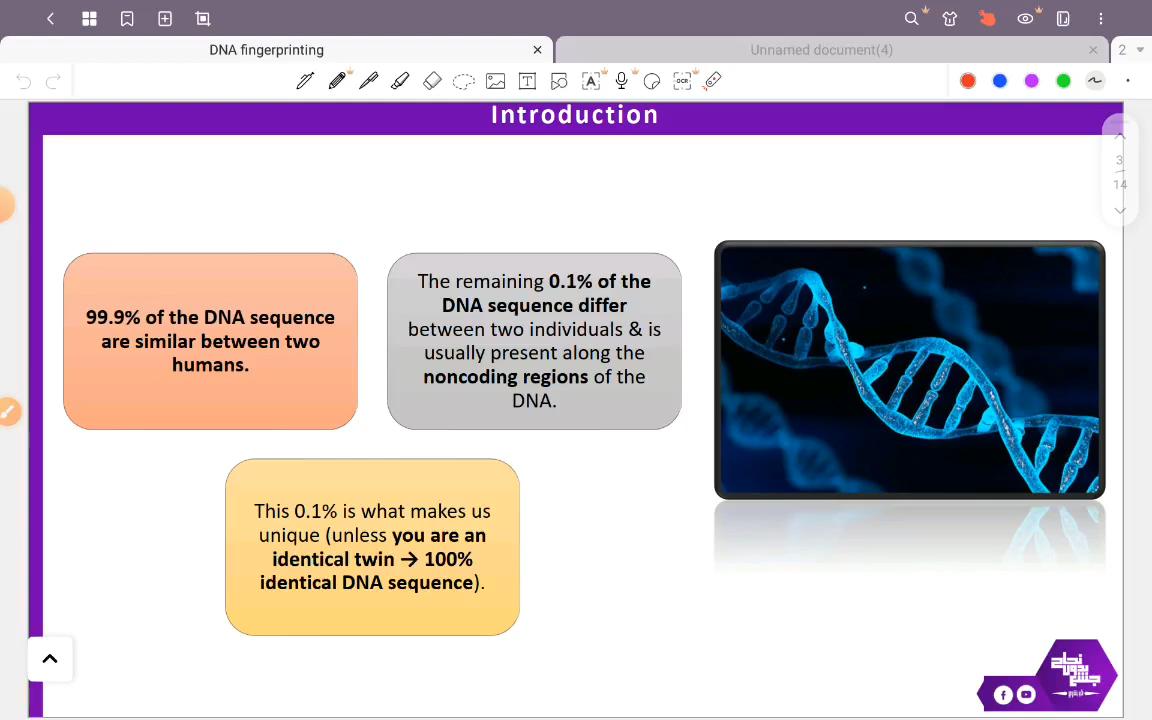 DNA fingerprinting
Unnamed document(4)
2
A
T
OCR
Introduction
3
14
99.9% of the DNA sequence
are similar between two
humans.
The remaining 0.1% of the
DNA sequence differ
between two individuals & is
usually present along the
noncoding regions of the
DNA.
This 0.1% is what makes us
unique (unless you are an
identical twin → 100%
identical DNA sequence).